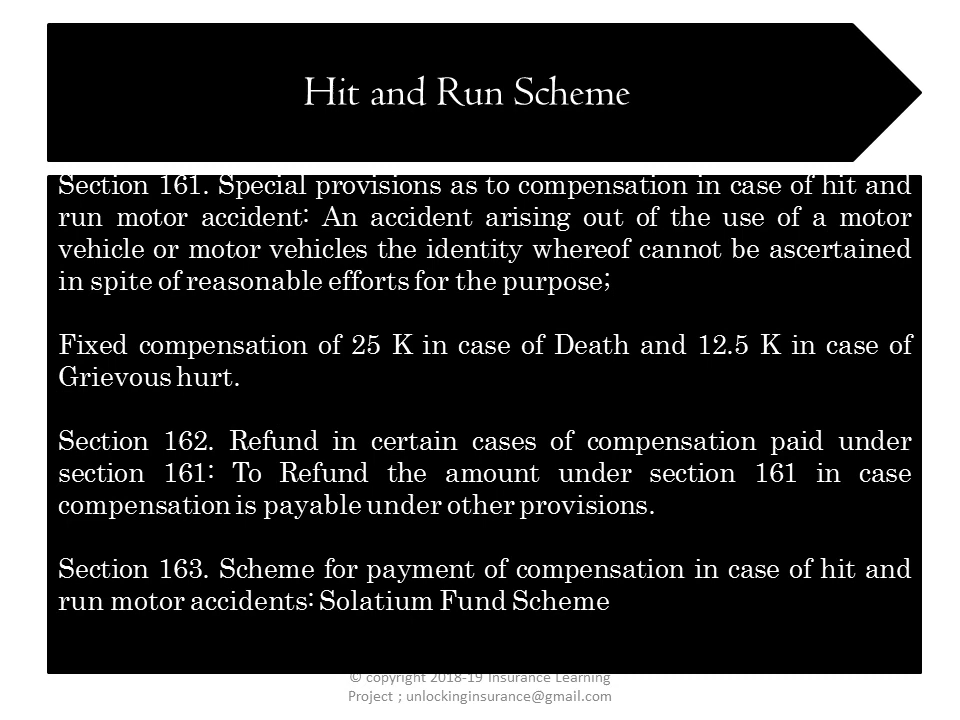 Hit and Run Scheme
Section 161. Special provisions as to compensation in case of hit and
run motor accident: An accident arising out of the use of a motor
vehicle or motor vehicles the identity whereof cannot be ascertained
in spite of reasonable efforts for the purpose;
Fixed compensation of 25 K in case of Death and 12.5 K in case of
Grievous hurt.
Section 162. Refund in certain cases of compensation paid under
section 161: To Refund the amount under section 161 in case
compensation is payable under other provisions.
Section 163. Scheme for payment of compensation in case of hit and
run motor accidents: Solatium Fund Scheme
© copyright 2018-19 Insurance Learning
Project ; unlockinginsurance@gmail.com